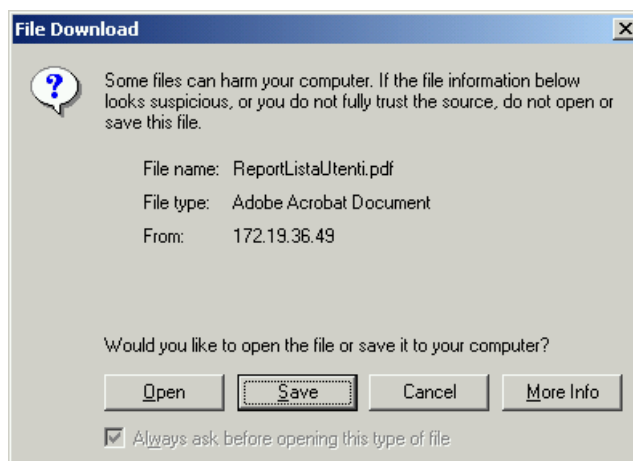 File Download
Some files can harm your computer. If the file information below
looks suspicious, or you do not fully trust the source, do not open or
save this file.
File name: ReportListaUtenti.pdf
File type: Adobe Acrobat Document
From: 172.19.36.49
Would you like to open the file or save it to your computer?
Open Save Cancel More Info
Always ask before opening this type of file